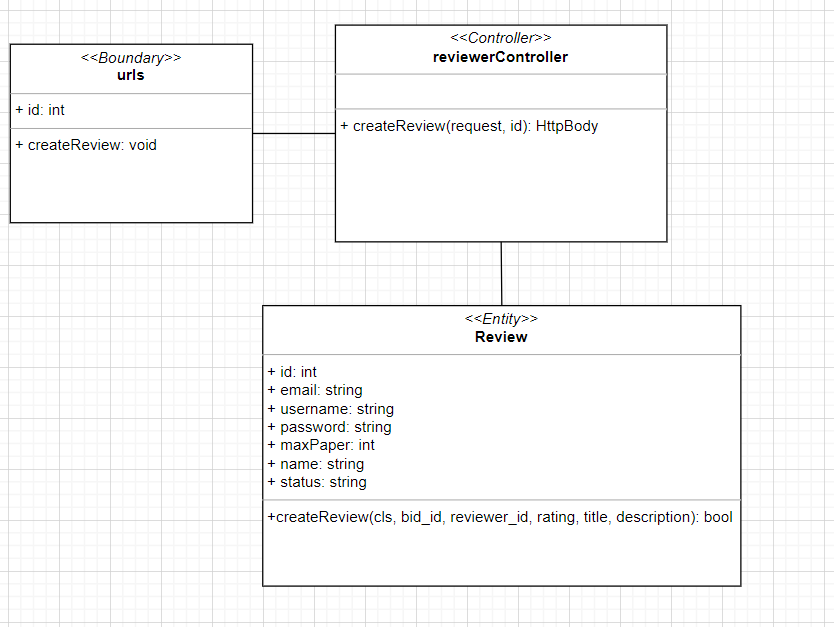 <<Boundary>>
urls
+ id: int
+ createReview: void
<<Controller>>
reviewerController
+ createReview(request, id): HttpBody
<<Entity>>
Review
+ id: int
+ email: string
+ username: string
+ password: string
+ maxPaper: int
+ name: string
+ status: string
+createReview(cls, bid_id, reviewer_id, rating, title, description): bool